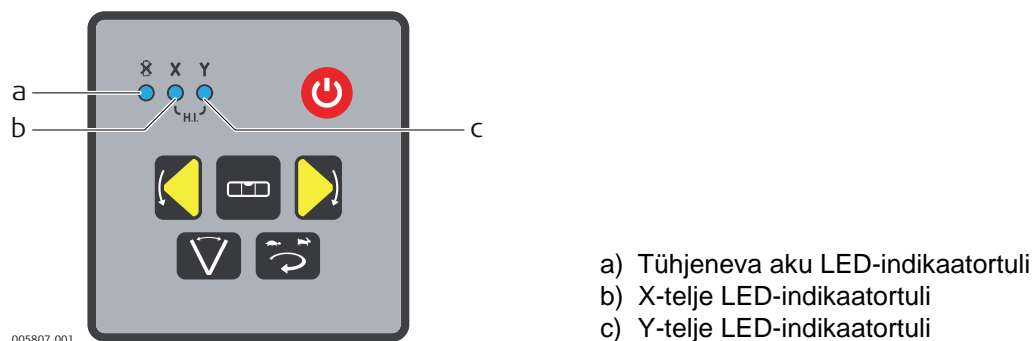 X Y
a
b
H.I.
c
a) Tühjeneva aku LED-indikaatortuli
b) X-telje LED-indikaatortuli
c) Y-telje LED-indikaatortuli
005807_001